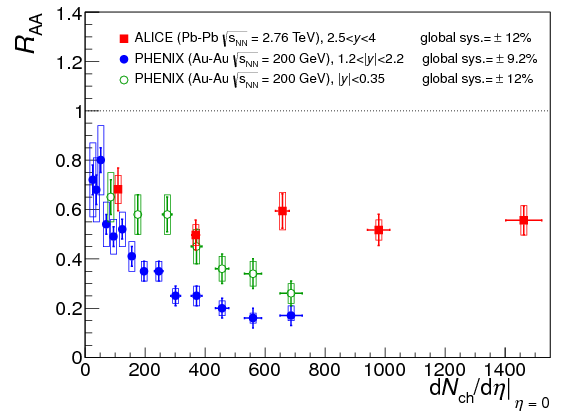 R_AA
1.4
1.2
1
0.8
0.6
0.4
0.2
0
ALICE (Pb-Pb √s_NN = 2.76 TeV), 2.5<y<4 global sys.= ± 12%
PHENIX (Au-Au √s_NN = 200 GeV), 1.2<|y|<2.2 global sys.= ± 9.2%
PHENIX (Au-Au √s_NN = 200 GeV), |y|<0.35 global sys.= ± 12%
0 200 400 600 800 1000 1200 1400
dN_ch/dη|_η = 0